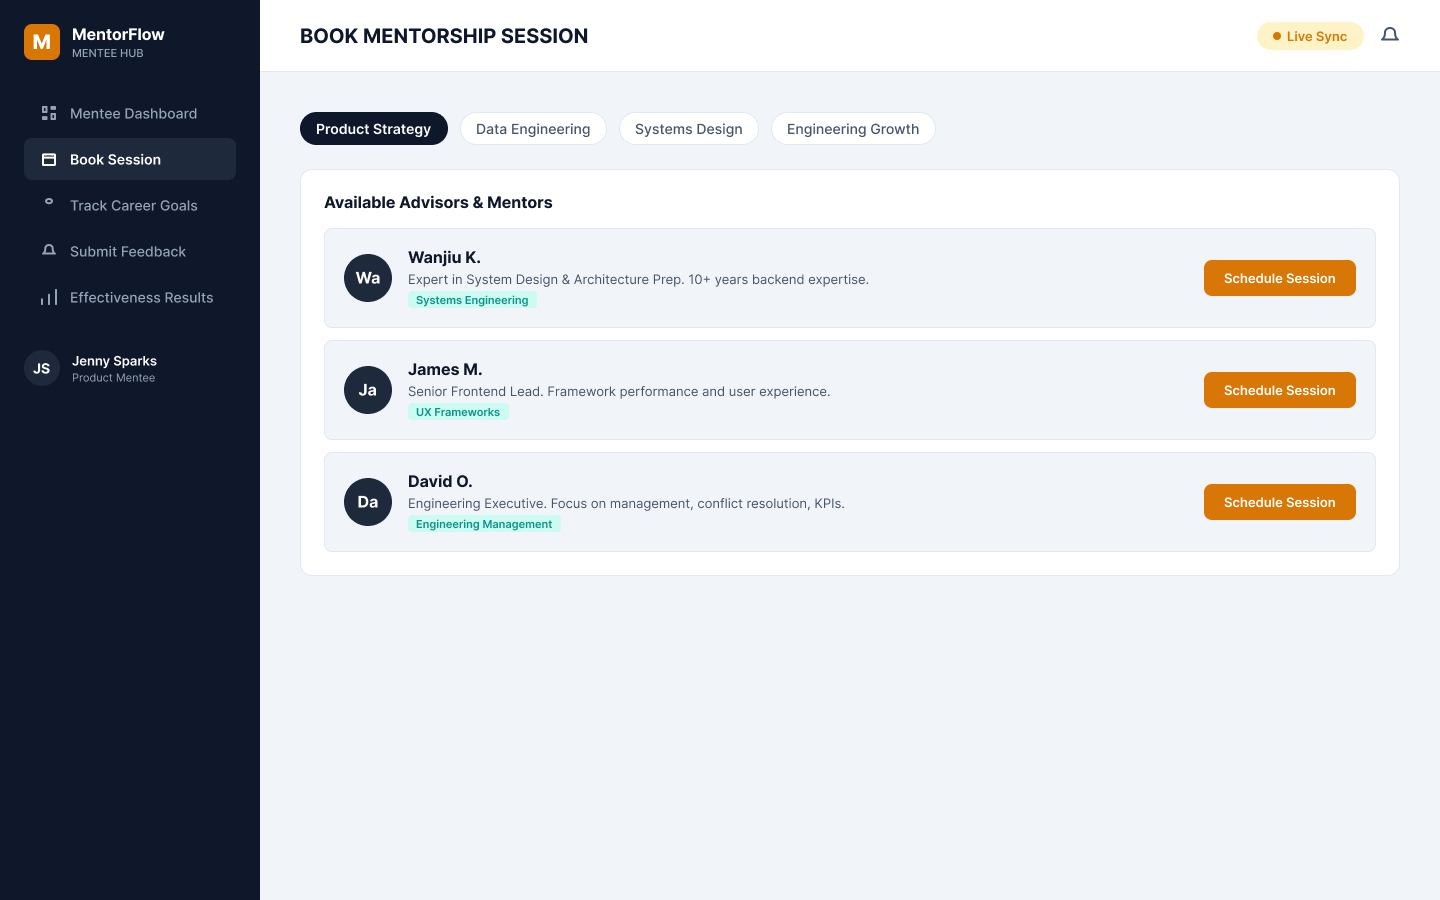 M
MentorFlow
MENTEE HUB
Mentee Dashboard
Book Session
Track Career Goals
Submit Feedback
Effectiveness Results
JS
Jenny Sparks
Product Mentee
BOOK MENTORSHIP SESSION
Live Sync
Product Strategy
Data Engineering
Systems Design
Engineering Growth
Available Advisors & Mentors
Wa
Wanjiu K.
Expert in System Design & Architecture Prep. 10+ years backend expertise.
Systems Engineering
Schedule Session
Ja
James M.
Senior Frontend Lead. Framework performance and user experience.
UX Frameworks
Schedule Session
Da
David O.
Engineering Executive. Focus on management, conflict resolution, KPIs.
Engineering Management
Schedule Session